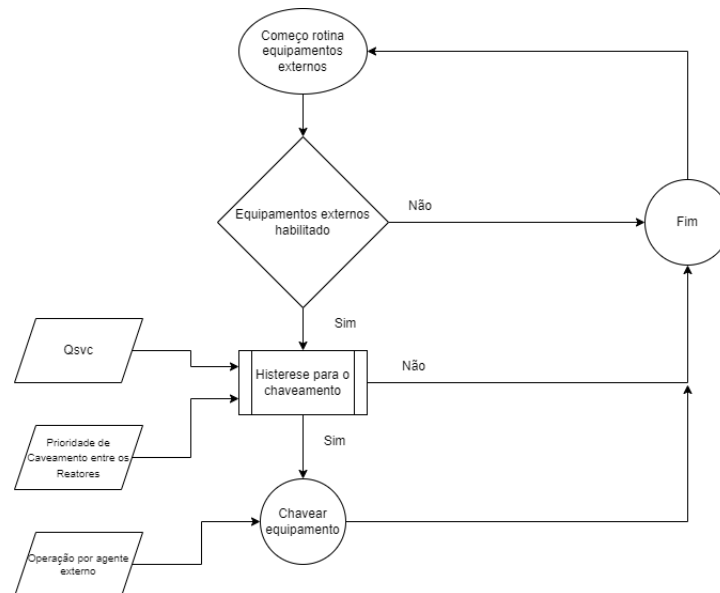 Começo rotina
equipamentos
externos
Equipamentos externos
habilitado
Não
Fim
Sim
Qsvc
Histerese para o
chaveamento
Não
Prioridade de
Caveamento entre os
Reatores
Sim
Chavear
equipamento
Operação por agente
externo